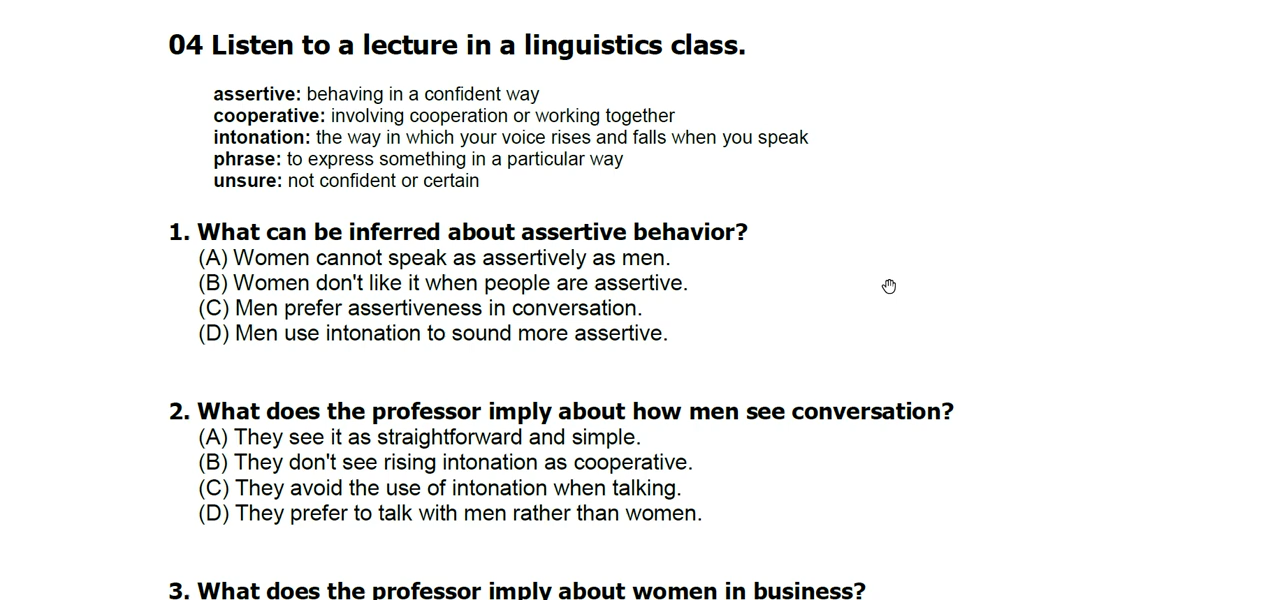 04 Listen to a lecture in a linguistics class.
assertive: behaving in a confident way
cooperative: involving cooperation or working together
intonation: the way in which your voice rises and falls when you speak
phrase: to express something in a particular way
unsure: not confident or certain
1. What can be inferred about assertive behavior?
(A) Women cannot speak as assertively as men.
(B) Women don't like it when people are assertive.
(C) Men prefer assertiveness in conversation.
(D) Men use intonation to sound more assertive.
2. What does the professor imply about how men see conversation?
(A) They see it as straightforward and simple.
(B) They don't see rising intonation as cooperative.
(C) They avoid the use of intonation when talking.
(D) They prefer to talk with men rather than women.
3. What does the professor imply about women in business?